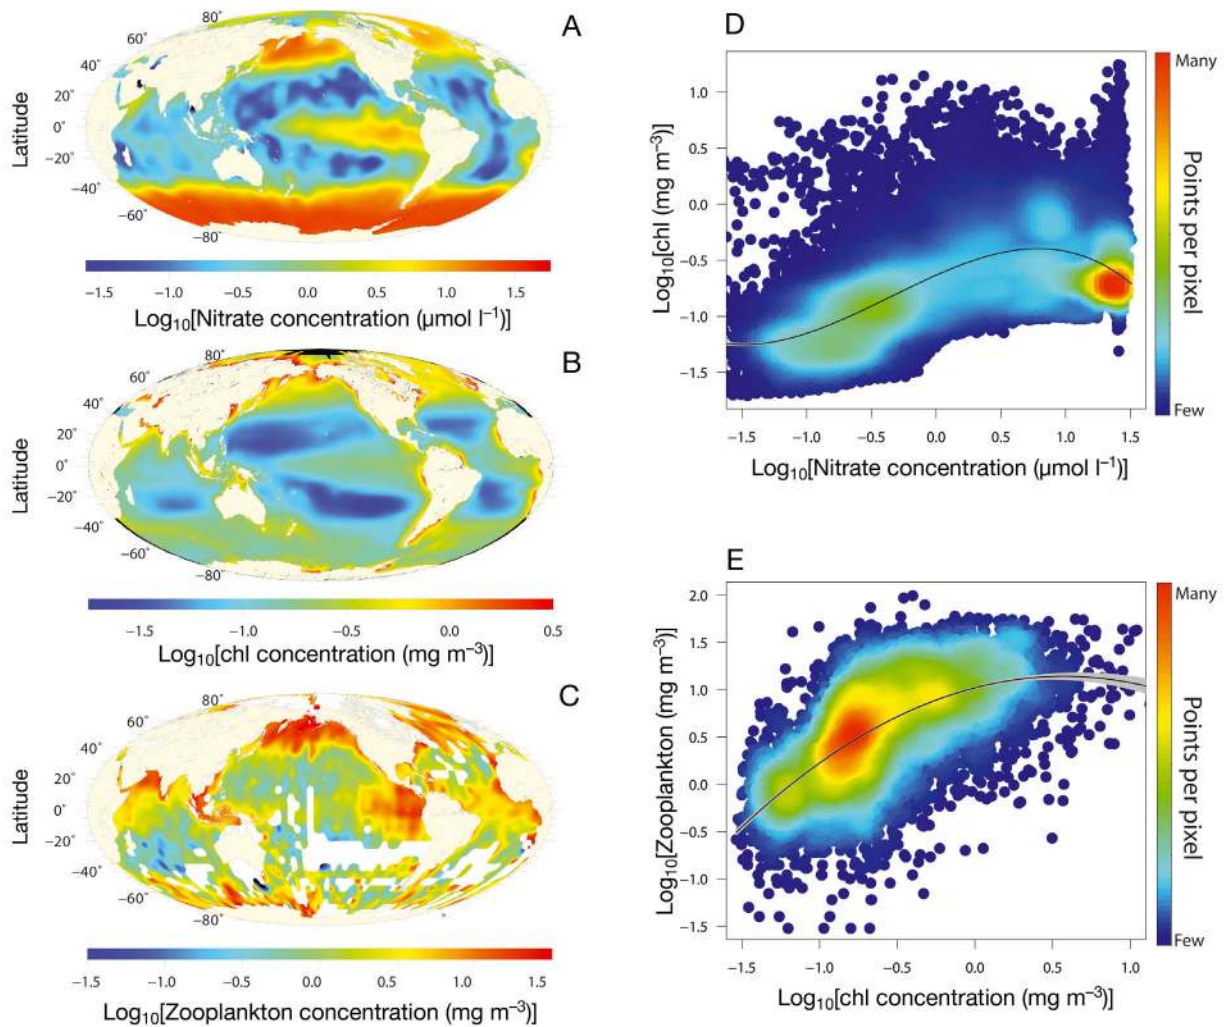 A
80°
60°
40°
20°
0°
−20°
−40°
−60°
−80°
Latitude
−1.5 −1.0 −0.5 0.0 0.5 1.0 1.5
Log₁₀[Nitrate concentration (µmol l⁻¹)]
B
80°
60°
40°
20°
0°
−20°
−40°
−60°
−80°
Latitude
−1.5 −1.0 −0.5 0.0 0.5
Log₁₀[chl concentration (mg m⁻³)]
C
80°
60°
40°
20°
0°
−20°
−40°
−60°
−80°
Latitude
−1.5 −1.0 −0.5 0.0 0.5 1.0 1.5
Log₁₀[Zooplankton concentration (mg m⁻³)]
D
Log₁₀[chl (mg m⁻³)]
1.0
0.5
0.0
−0.5
−1.0
−1.5
−1.5 −1.0 −0.5 0.0 0.5 1.0 1.5
Log₁₀[Nitrate concentration (µmol l⁻¹)]
Many
Points per pixel
Few
E
Log₁₀[Zooplankton (mg m⁻³)]
2.0
1.5
1.0
0.5
0.0
−0.5
−1.0
−1.5
−1.5 −1.0 −0.5 0.0 0.5 1.0
Log₁₀[chl concentration (mg m⁻³)]
Many
Points per pixel
Few